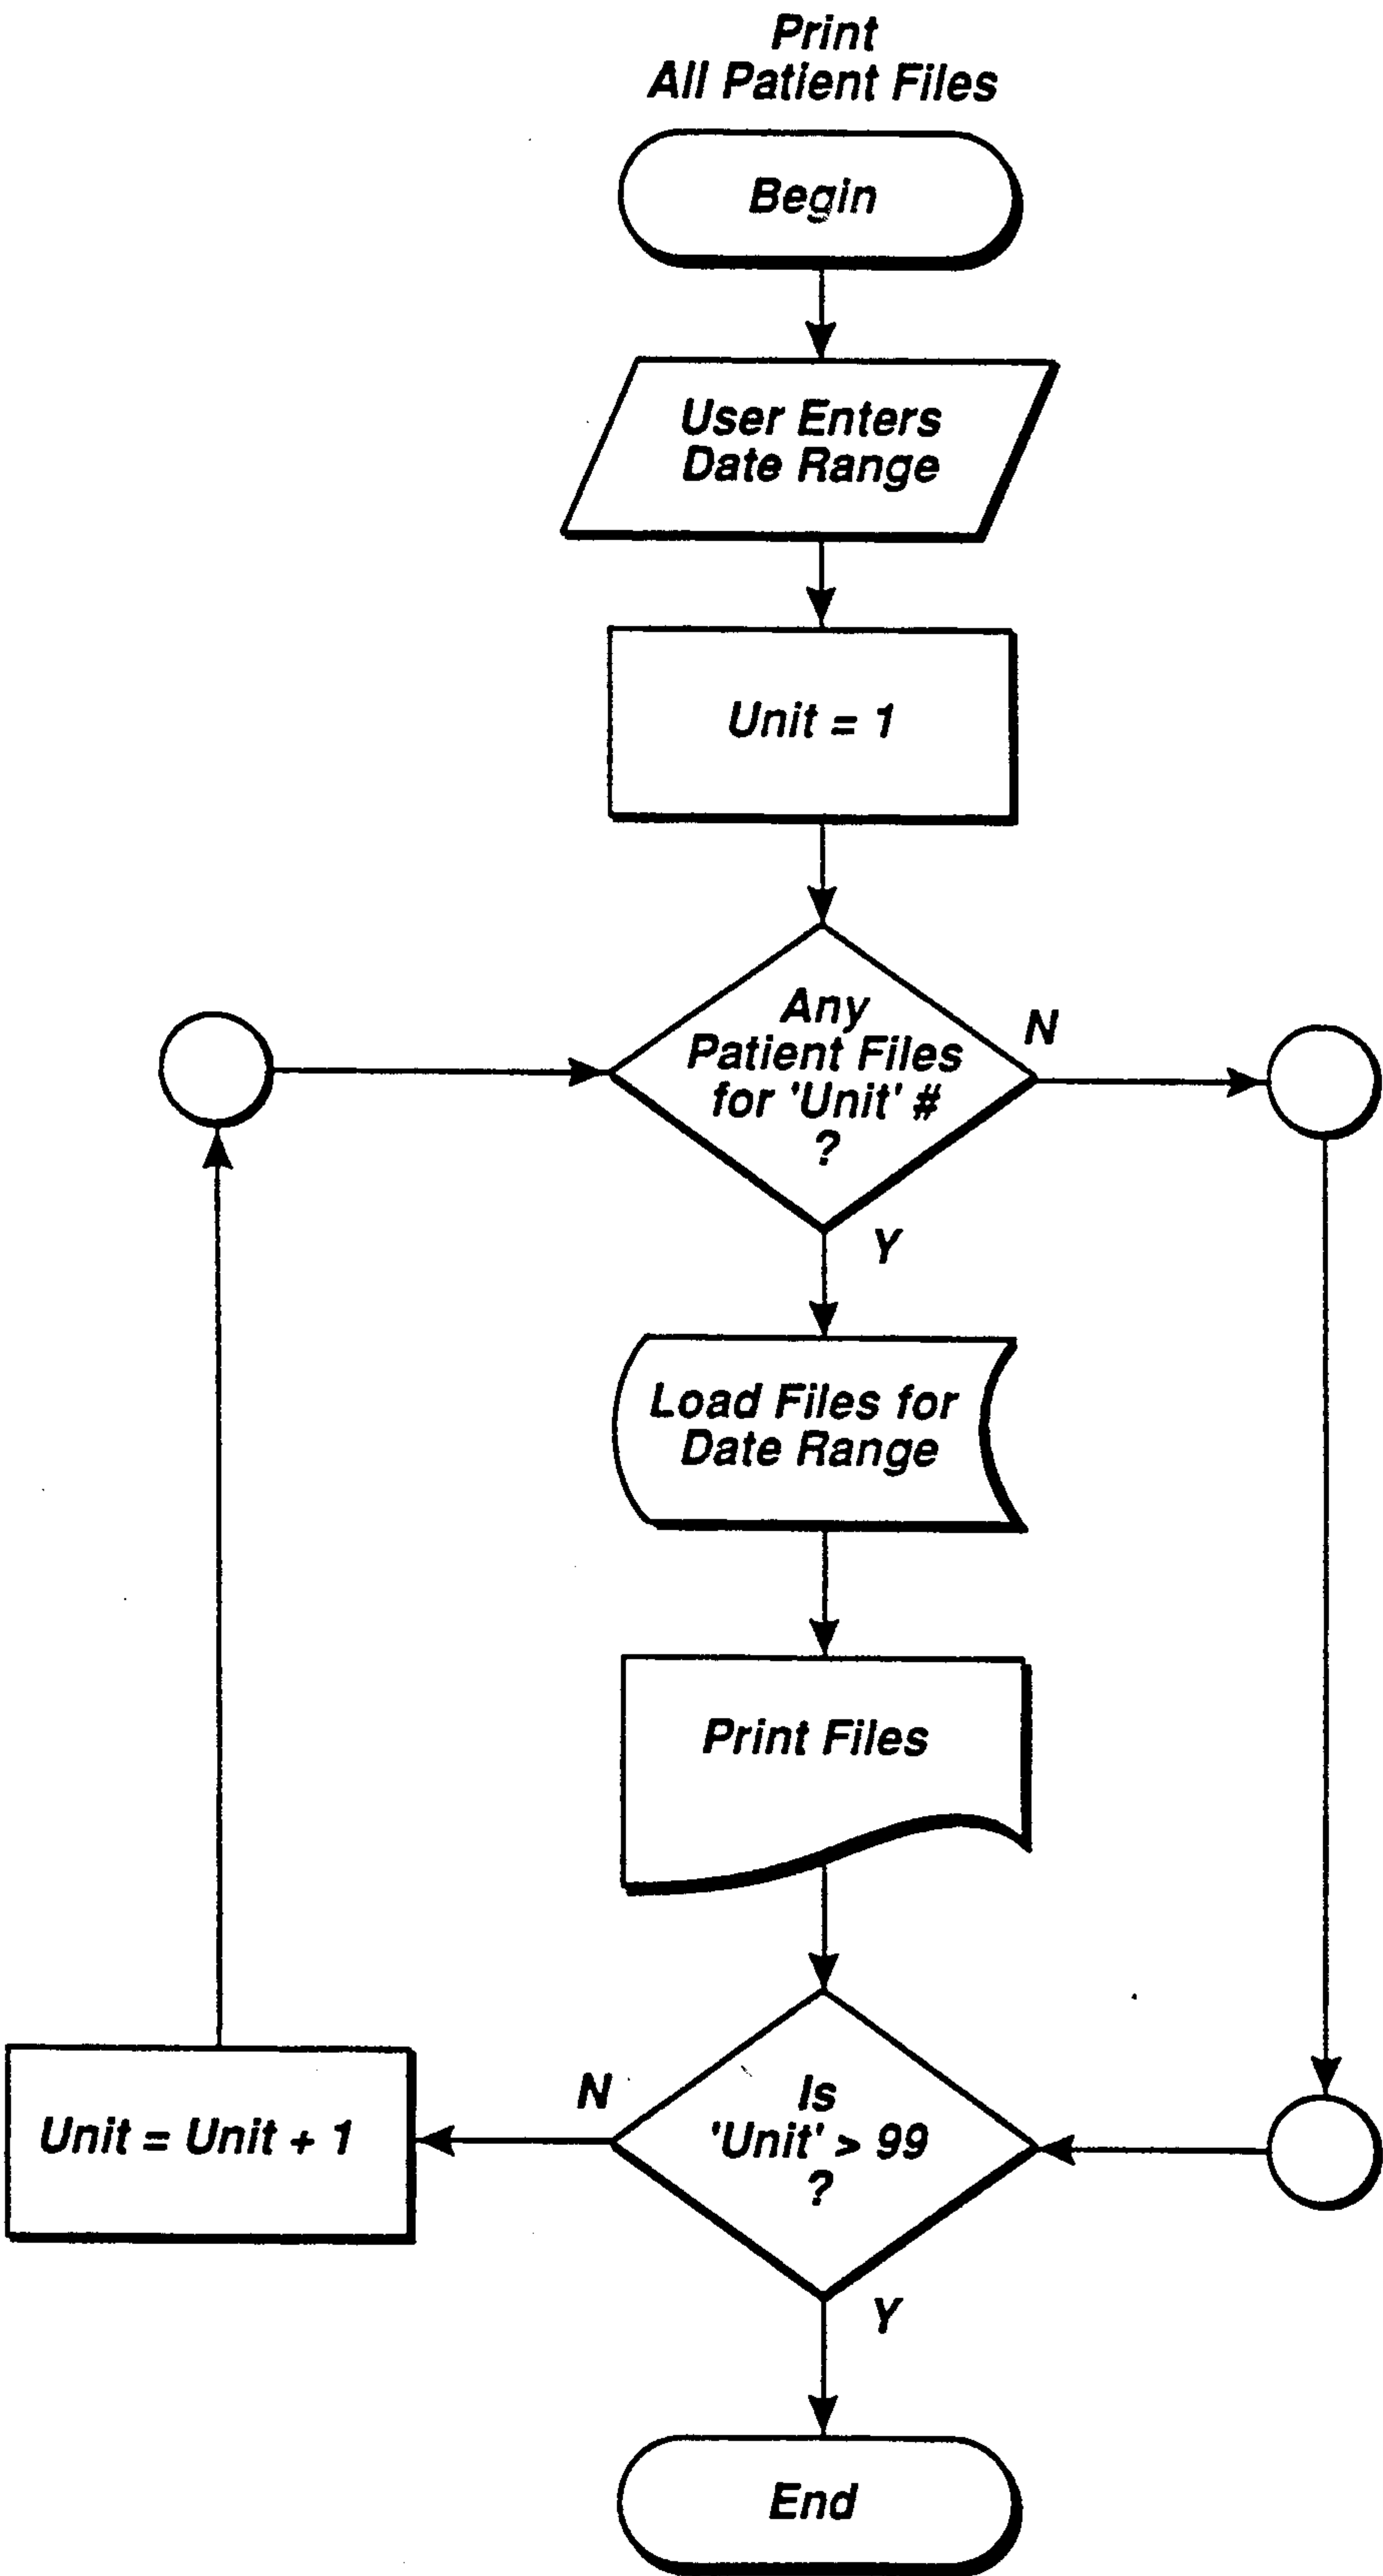 Print
All Patient Files
Begin
User Enters
Date Range
Unit = 1
Any
Patient Files
for 'Unit' #
?
N
Y
Load Files for
Date Range
Print Files
Is
'Unit' > 99
?
N
Unit = Unit + 1
Y
End